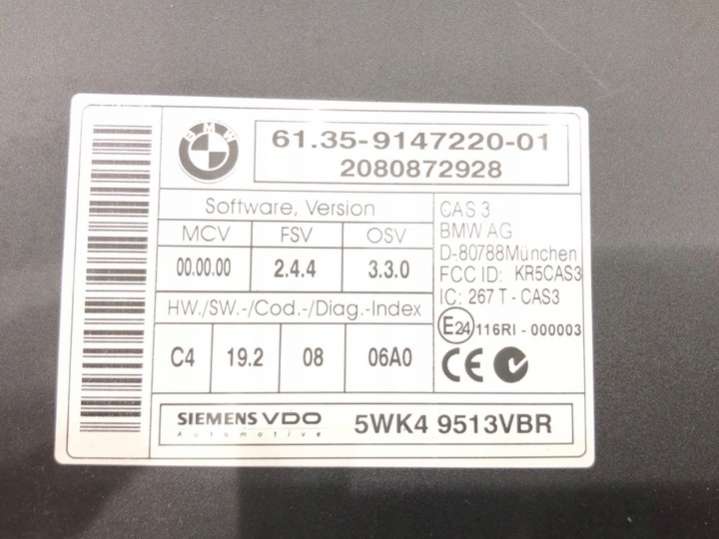 BMW
61.35-9147220-01
2080872928
Software, Version
MCV FSV OSV
00.00.00 2.4.4 3.3.0
HW./SW.-/Cod.-/Diag.-Index
C4 19.2 08 06A0
CAS 3
BMW AG
D-80788München
FCC ID: KR5CAS3
IC: 267 T - CAS3
E24 116RI - 000003
CE
SIEMENS VDO
Automotive
5WK4 9513VBR